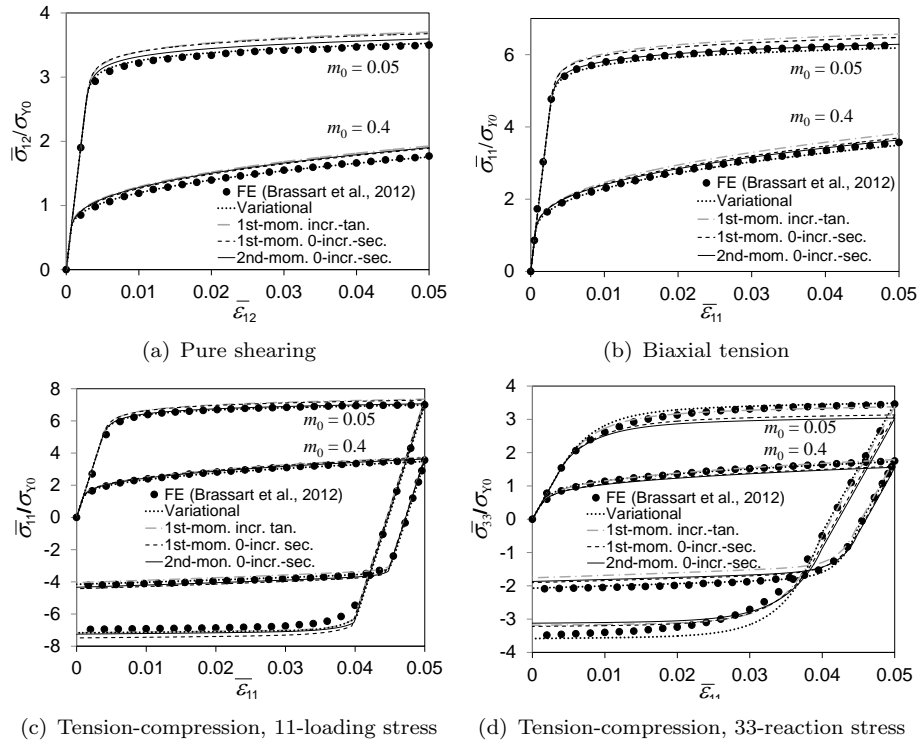 4
3
2
1
0
σ̄₁₂/σY0
m₀ = 0.05
m₀ = 0.4
FE (Brassart et al., 2012)
Variational
1st-mom. incr.-tan.
1st-mom. 0-incr.-sec.
2nd-mom. 0-incr.-sec.
0 0.01 0.02 0.03 0.04 0.05
ε̄₁₂
(a) Pure shearing
6
4
2
0
σ̄₁₁/σY0
m₀ = 0.05
m₀ = 0.4
FE (Brassart et al., 2012)
Variational
1st-mom. incr.-tan.
1st-mom. 0-incr.-sec.
2nd-mom. 0-incr.-sec.
0 0.01 0.02 0.03 0.04 0.05
ε̄₁₁
(b) Biaxial tension
8
6
4
2
0
-2
-4
-6
-8
σ̄₁₁/σY0
m₀ = 0.05
m₀ = 0.4
FE (Brassart et al., 2012)
Variational
1st-mom. incr. tan.
1st-mom. 0-incr. sec.
2nd-mon. 0-incr.-sec.
0 0.01 0.02 0.03 0.04 0.05
ε̄₁₁
(c) Tension-compression, 11-loading stress
4
3
2
1
0
-1
-2
-3
-4
σ̄₃₃/σY0
m₀ = 0.05
m₀ = 0.4
FE (Brassart et al., 2012)
Variational
1st-mom. incr.-tan.
1st-mom. 0-incr.-sec.
2nd-mom. 0-incr.-sec.
0 0.01 0.02 0.03 0.04 0.05
ε̄₁₁
(d) Tension-compression, 33-reaction stress